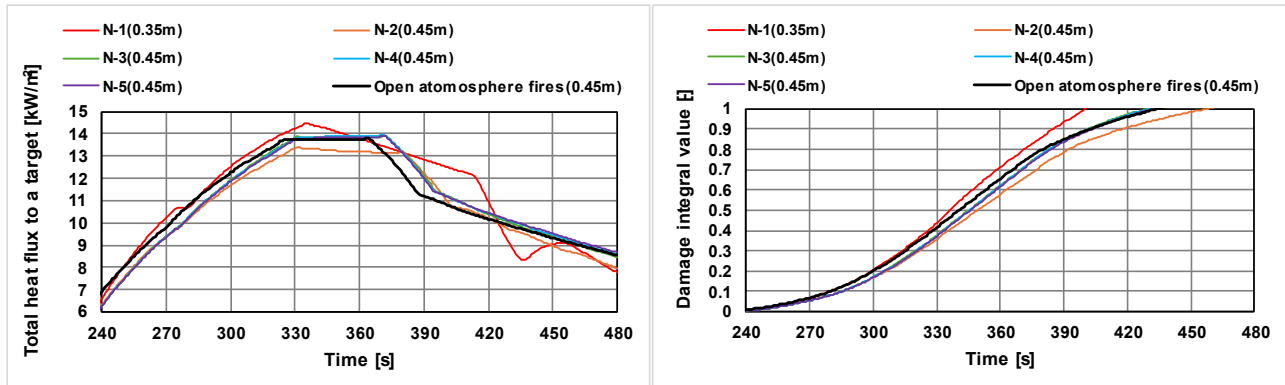 N-1(0.35m) N-2(0.45m)
N-3(0.45m) N-4(0.45m)
N-5(0.45m) Open atomosphere fires(0.45m)
Total heat flux to a target [kW/m²]
15
14
13
12
11
10
9
8
7
6
240 270 300 330 360 390 420 450 480
Time [s]
N-1(0.35m) N-2(0.45m)
N-3(0.45m) N-4(0.45m)
N-5(0.45m) Open atomosphere fires(0.45m)
Damage integral value [-]
1
0.9
0.8
0.7
0.6
0.5
0.4
0.3
0.2
0.1
0
240 270 300 330 360 390 420 450 480
Time [s]